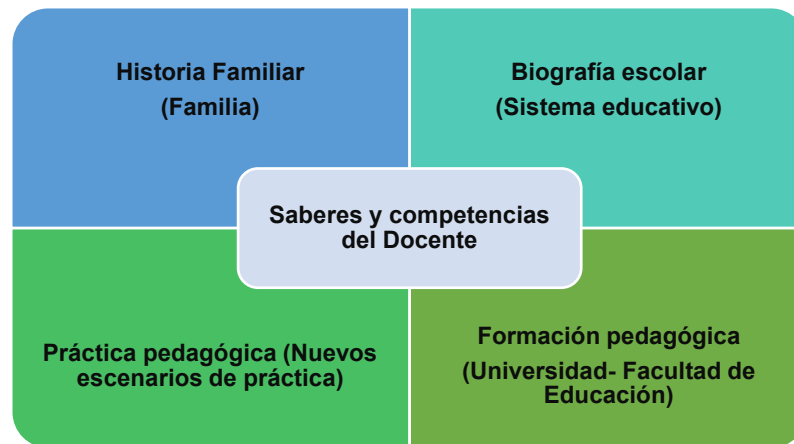 Historia Familiar
(Familia)
Biografía escolar
(Sistema educativo)
Saberes y competencias
del Docente
Práctica pedagógica (Nuevos
escenarios de práctica)
Formación pedagógica
(Universidad- Facultad de
Educación)